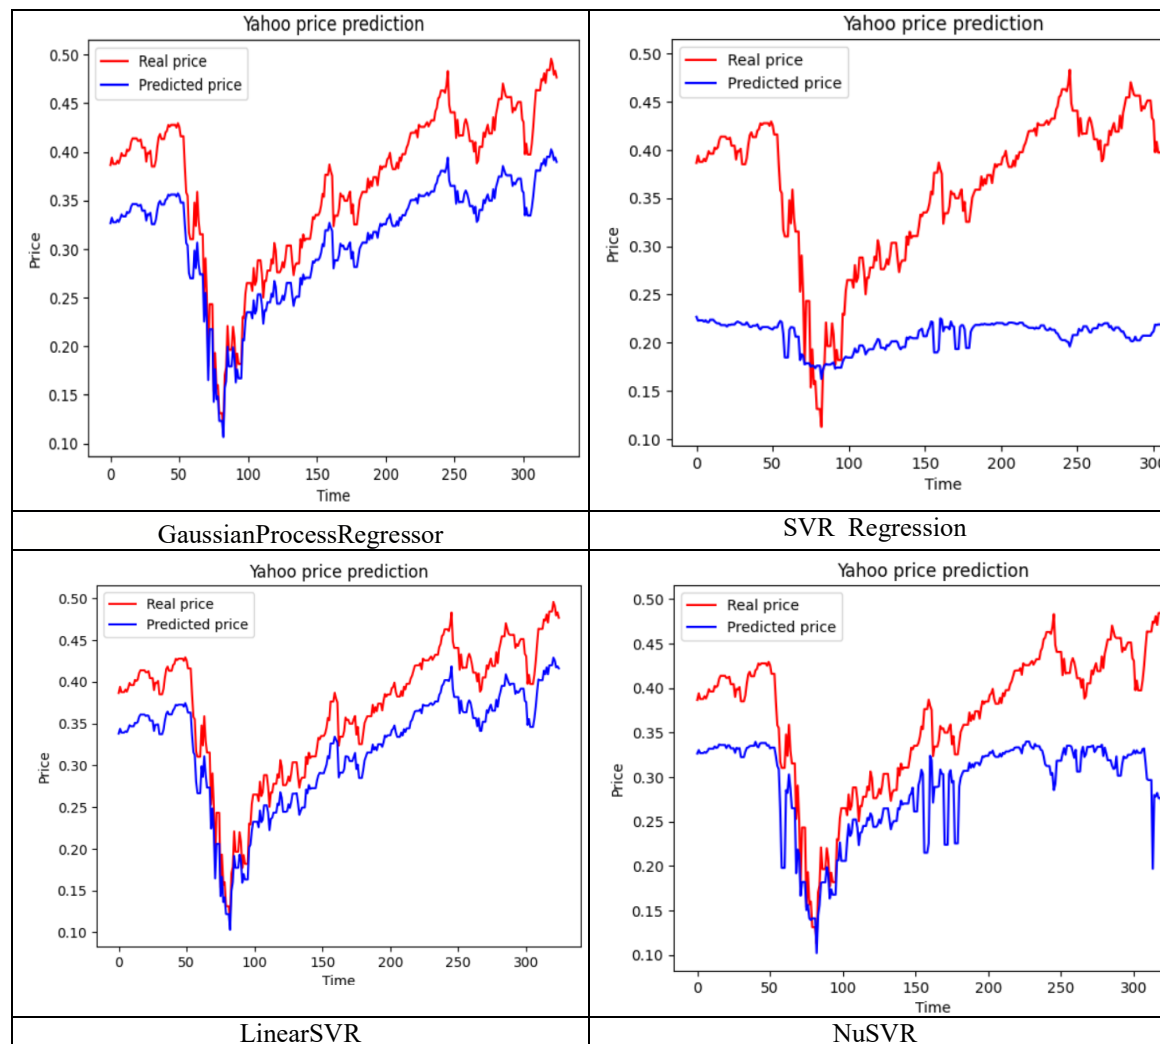 Yahoo price prediction
Real price
Predicted price
0.50
0.45
0.40
0.35
0.30
0.25
0.20
0.15
0.10
Price
0 50 100 150 200 250 300
Time
GaussianProcessRegressor
Yahoo price prediction
Real price
Predicted price
0.50
0.45
0.40
0.35
0.30
0.25
0.20
0.15
0.10
Price
0 50 100 150 200 250 300
Time
SVR Regression
Yahoo price prediction
Real price
Predicted price
0.50
0.45
0.40
0.35
0.30
0.25
0.20
0.15
0.10
Price
0 50 100 150 200 250 300
Time
LinearSVR
Yahoo price prediction
Real price
Predicted price
0.50
0.45
0.40
0.35
0.30
0.25
0.20
0.15
0.10
Price
0 50 100 150 200 250 300
Time
NuSVR